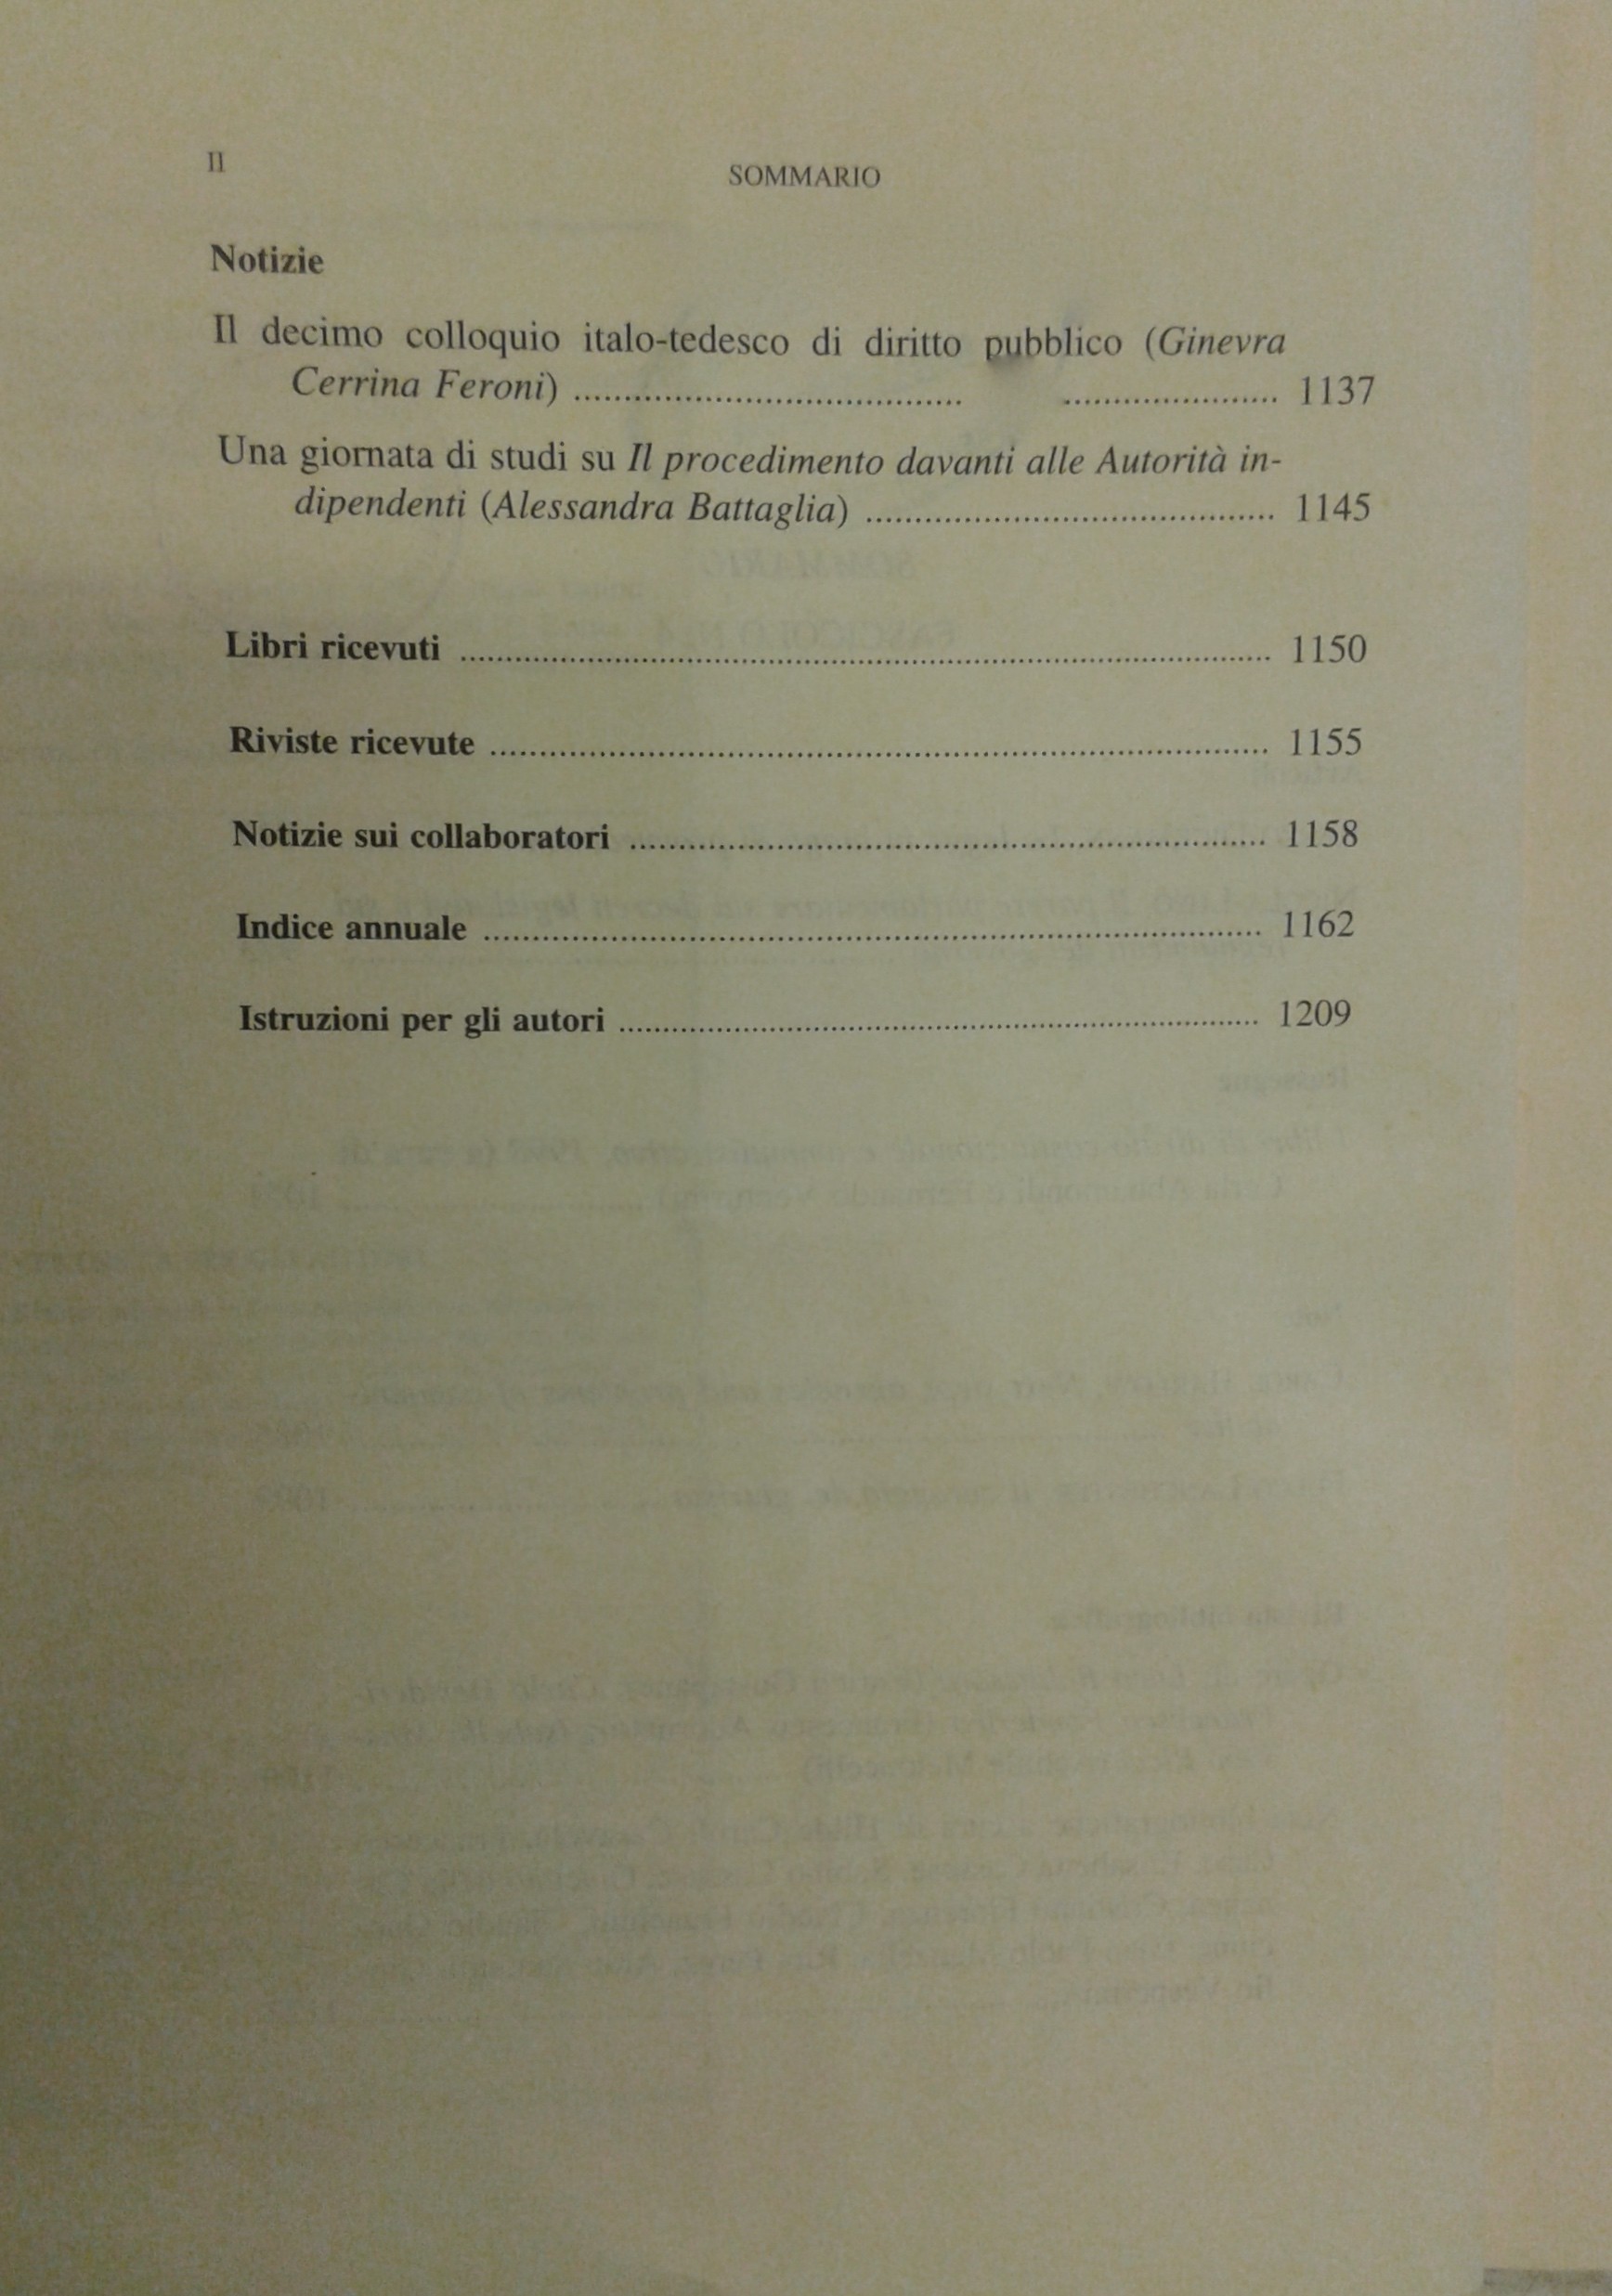 II
SOMMARIO
Notizie
Il decimo colloquio italo-tedesco di diritto pubblico (Ginevra
Cerrina Feroni) ....................................... ...................... 1137
Una giornata di studi su Il procedimento davanti alle Autorità in-
dipendenti (Alessandra Battaglia) ......................................... 1145
Libri ricevuti ................................................................................. 1150
Riviste ricevute .............................................................................. 1155
Notizie sui collaboratori ................................................................ 1158
Indice annuale .............................................................................. 1162
Istruzioni per gli autori ................................................................ 1209